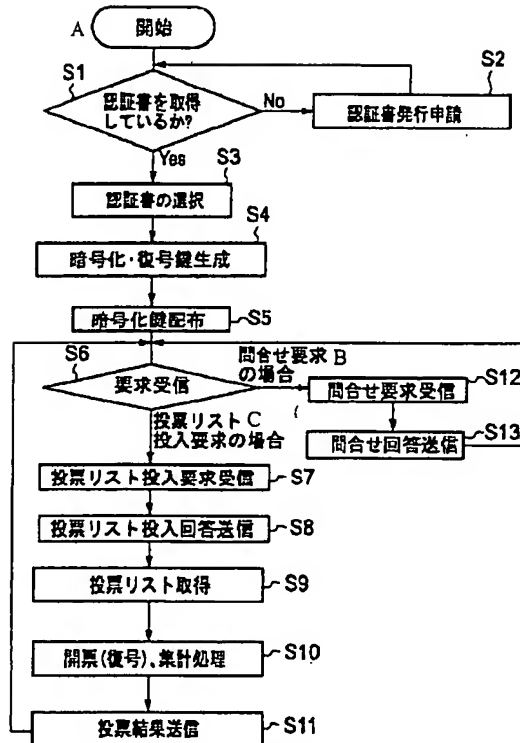 A 開始
S1
認証書を取得
しているか?
No
S2
認証書発行申請
Yes
S3
認証書の選択
S4
暗号化・復号鍵生成
暗号化鍵配布 S5
S6
要求受信
問合せ要求 B
の場合
問合せ要求受信 S12
問合せ回答送信 S13
投票リスト C
投入要求の場合
投票リスト投入要求受信 S7
投票リスト投入回答送信 S8
投票リスト取得 S9
開票(復号)、集計処理 S10
投票結果送信 S11